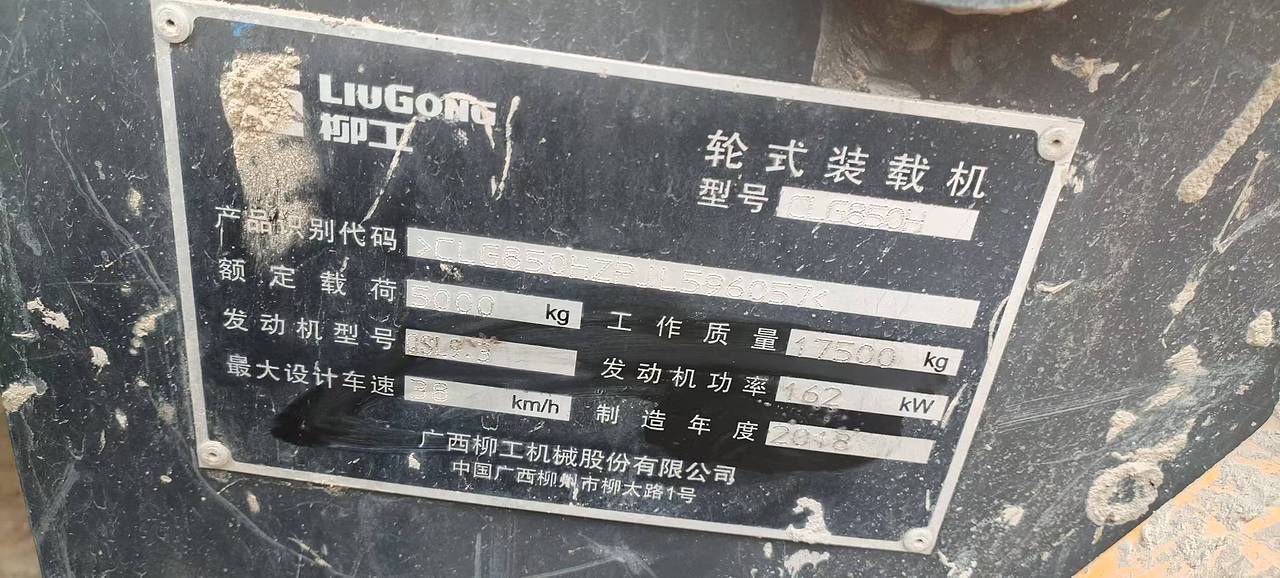 LIUGONG
柳工
轮式装载机
型号 CLG850H
产品识别代码 >CLG850HZPJL596057<
额定载荷 5000 kg 工作质量 17500 kg
发动机型号 QSL9.3 发动机功率 162 kW
最大设计车速 38 km/h 制造年度 2018
广西柳工机械股份有限公司
中国广西柳州市柳太路1号